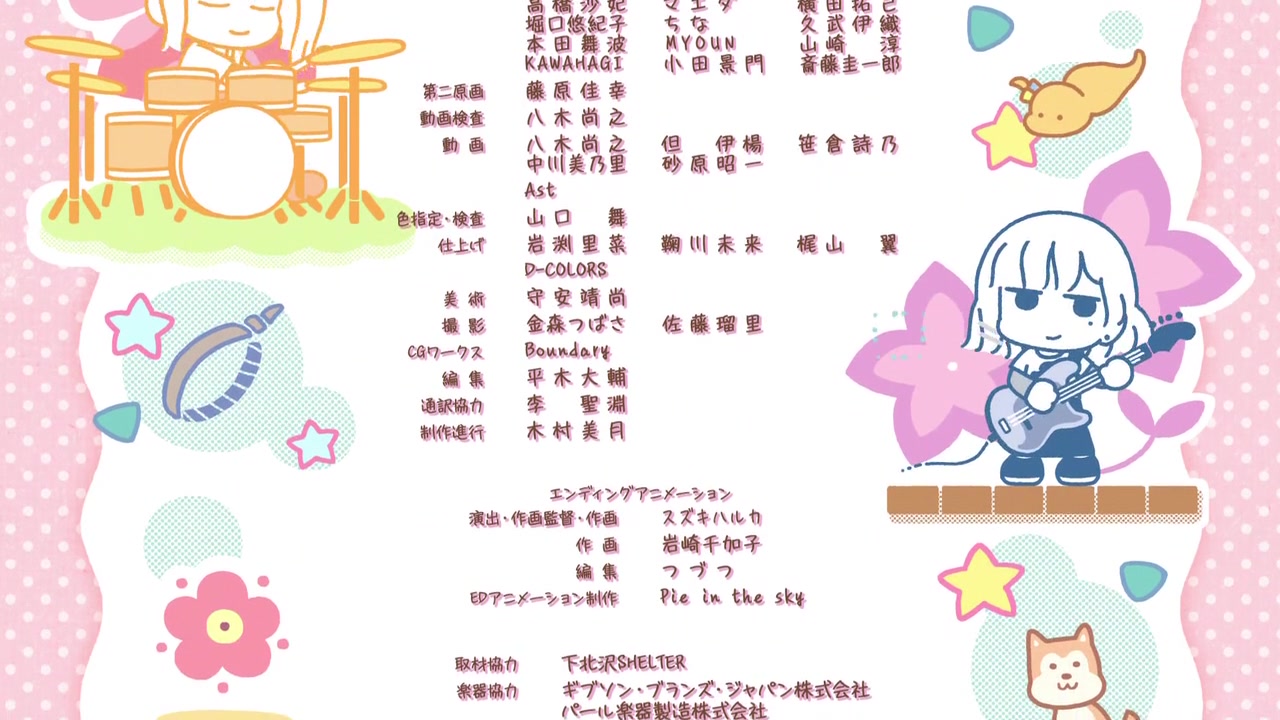 高橋沙妃 マエダ 横田拓己
堀口悠紀子 ちな 久武伊織
本田舞波 MYOUN 山崎淳
KAWAHAGI 小田景門 斎藤圭一郎
第二原画 藤原佳幸
動画検査 八木尚之
動画 八木尚之 但伊楊 笹倉詩乃
中川美乃里 砂原昭一
Ast
色指定・検査 山口舞
仕上げ 岩渕里菜 鞠川未来 梶山翼
D-COLORS
美術 守安靖尚
撮影 金森つばさ 佐藤瑠里
CGワークス Boundary
編集 平木大輔
通訳協力 李聖淵
制作進行 木村美月
エンディングアニメーション
演出・作画監督・作画 スズキハルカ
作画 岩崎千加子
編集 つづつ
EDアニメーション制作 Pie in the sky
取材協力 下北沢SHELTER
楽器協力 ギブソン・ブランズ・ジャパン株式会社
パール楽器製造株式会社